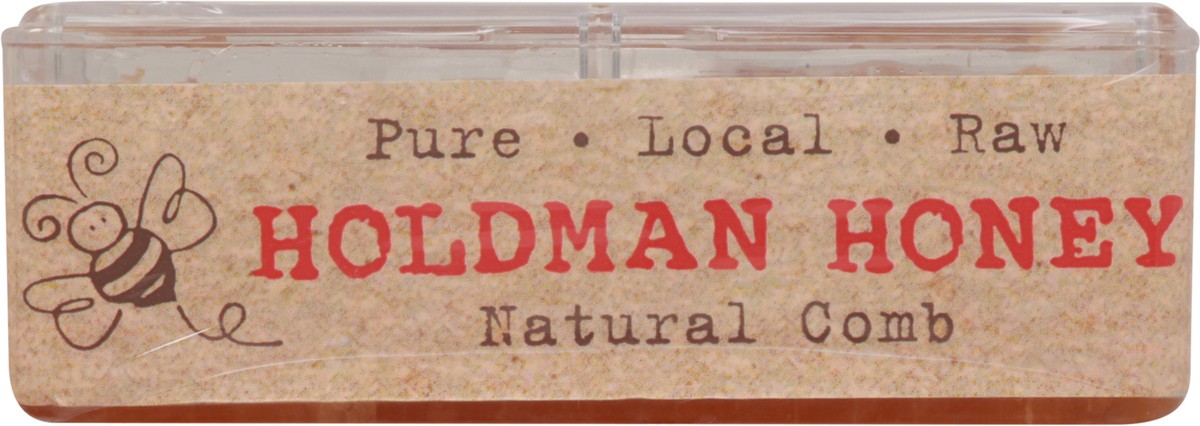 Pure • Local • Raw
HOLDMAN HONEY
Natural Comb